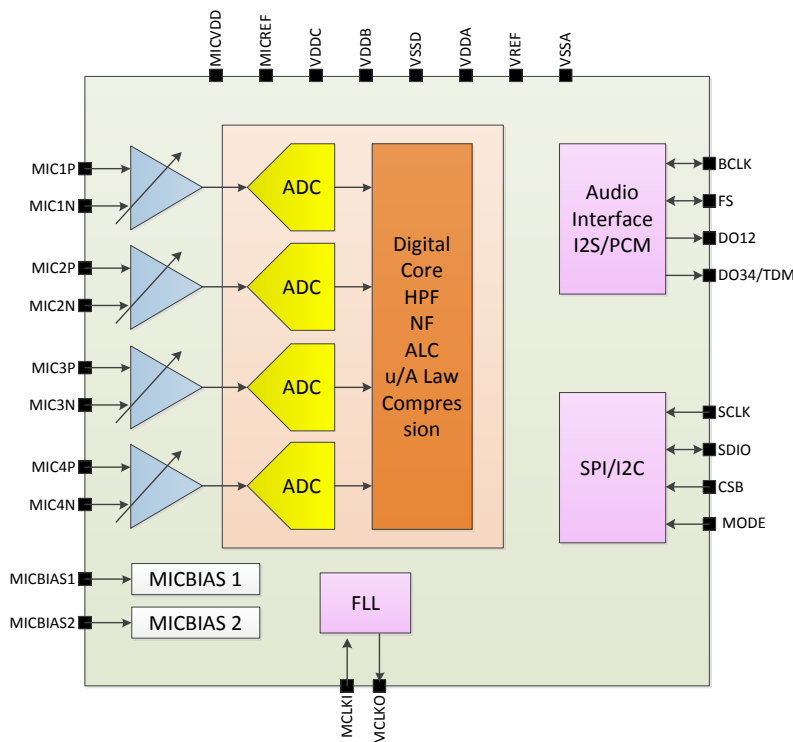 MICVDD
MICREF
VDDC
VDDB
VSSD
VDDA
VREF
VSSA
MIC1P
MIC1N
MIC2P
MIC2N
MIC3P
MIC3N
MIC4P
MIC4N
MICBIAS1
MICBIAS2
ADC
ADC
ADC
ADC
Digital
Core
HPF
NF
ALC
u/A Law
Compres
sion
Audio
Interface
I2S/PCM
BCLK
FS
DO12
DO34/TDM
SPI/I2C
SCLK
SDIO
CSB
MODE
MICBIAS 1
MICBIAS 2
FLL
MCLKI
MCLKO